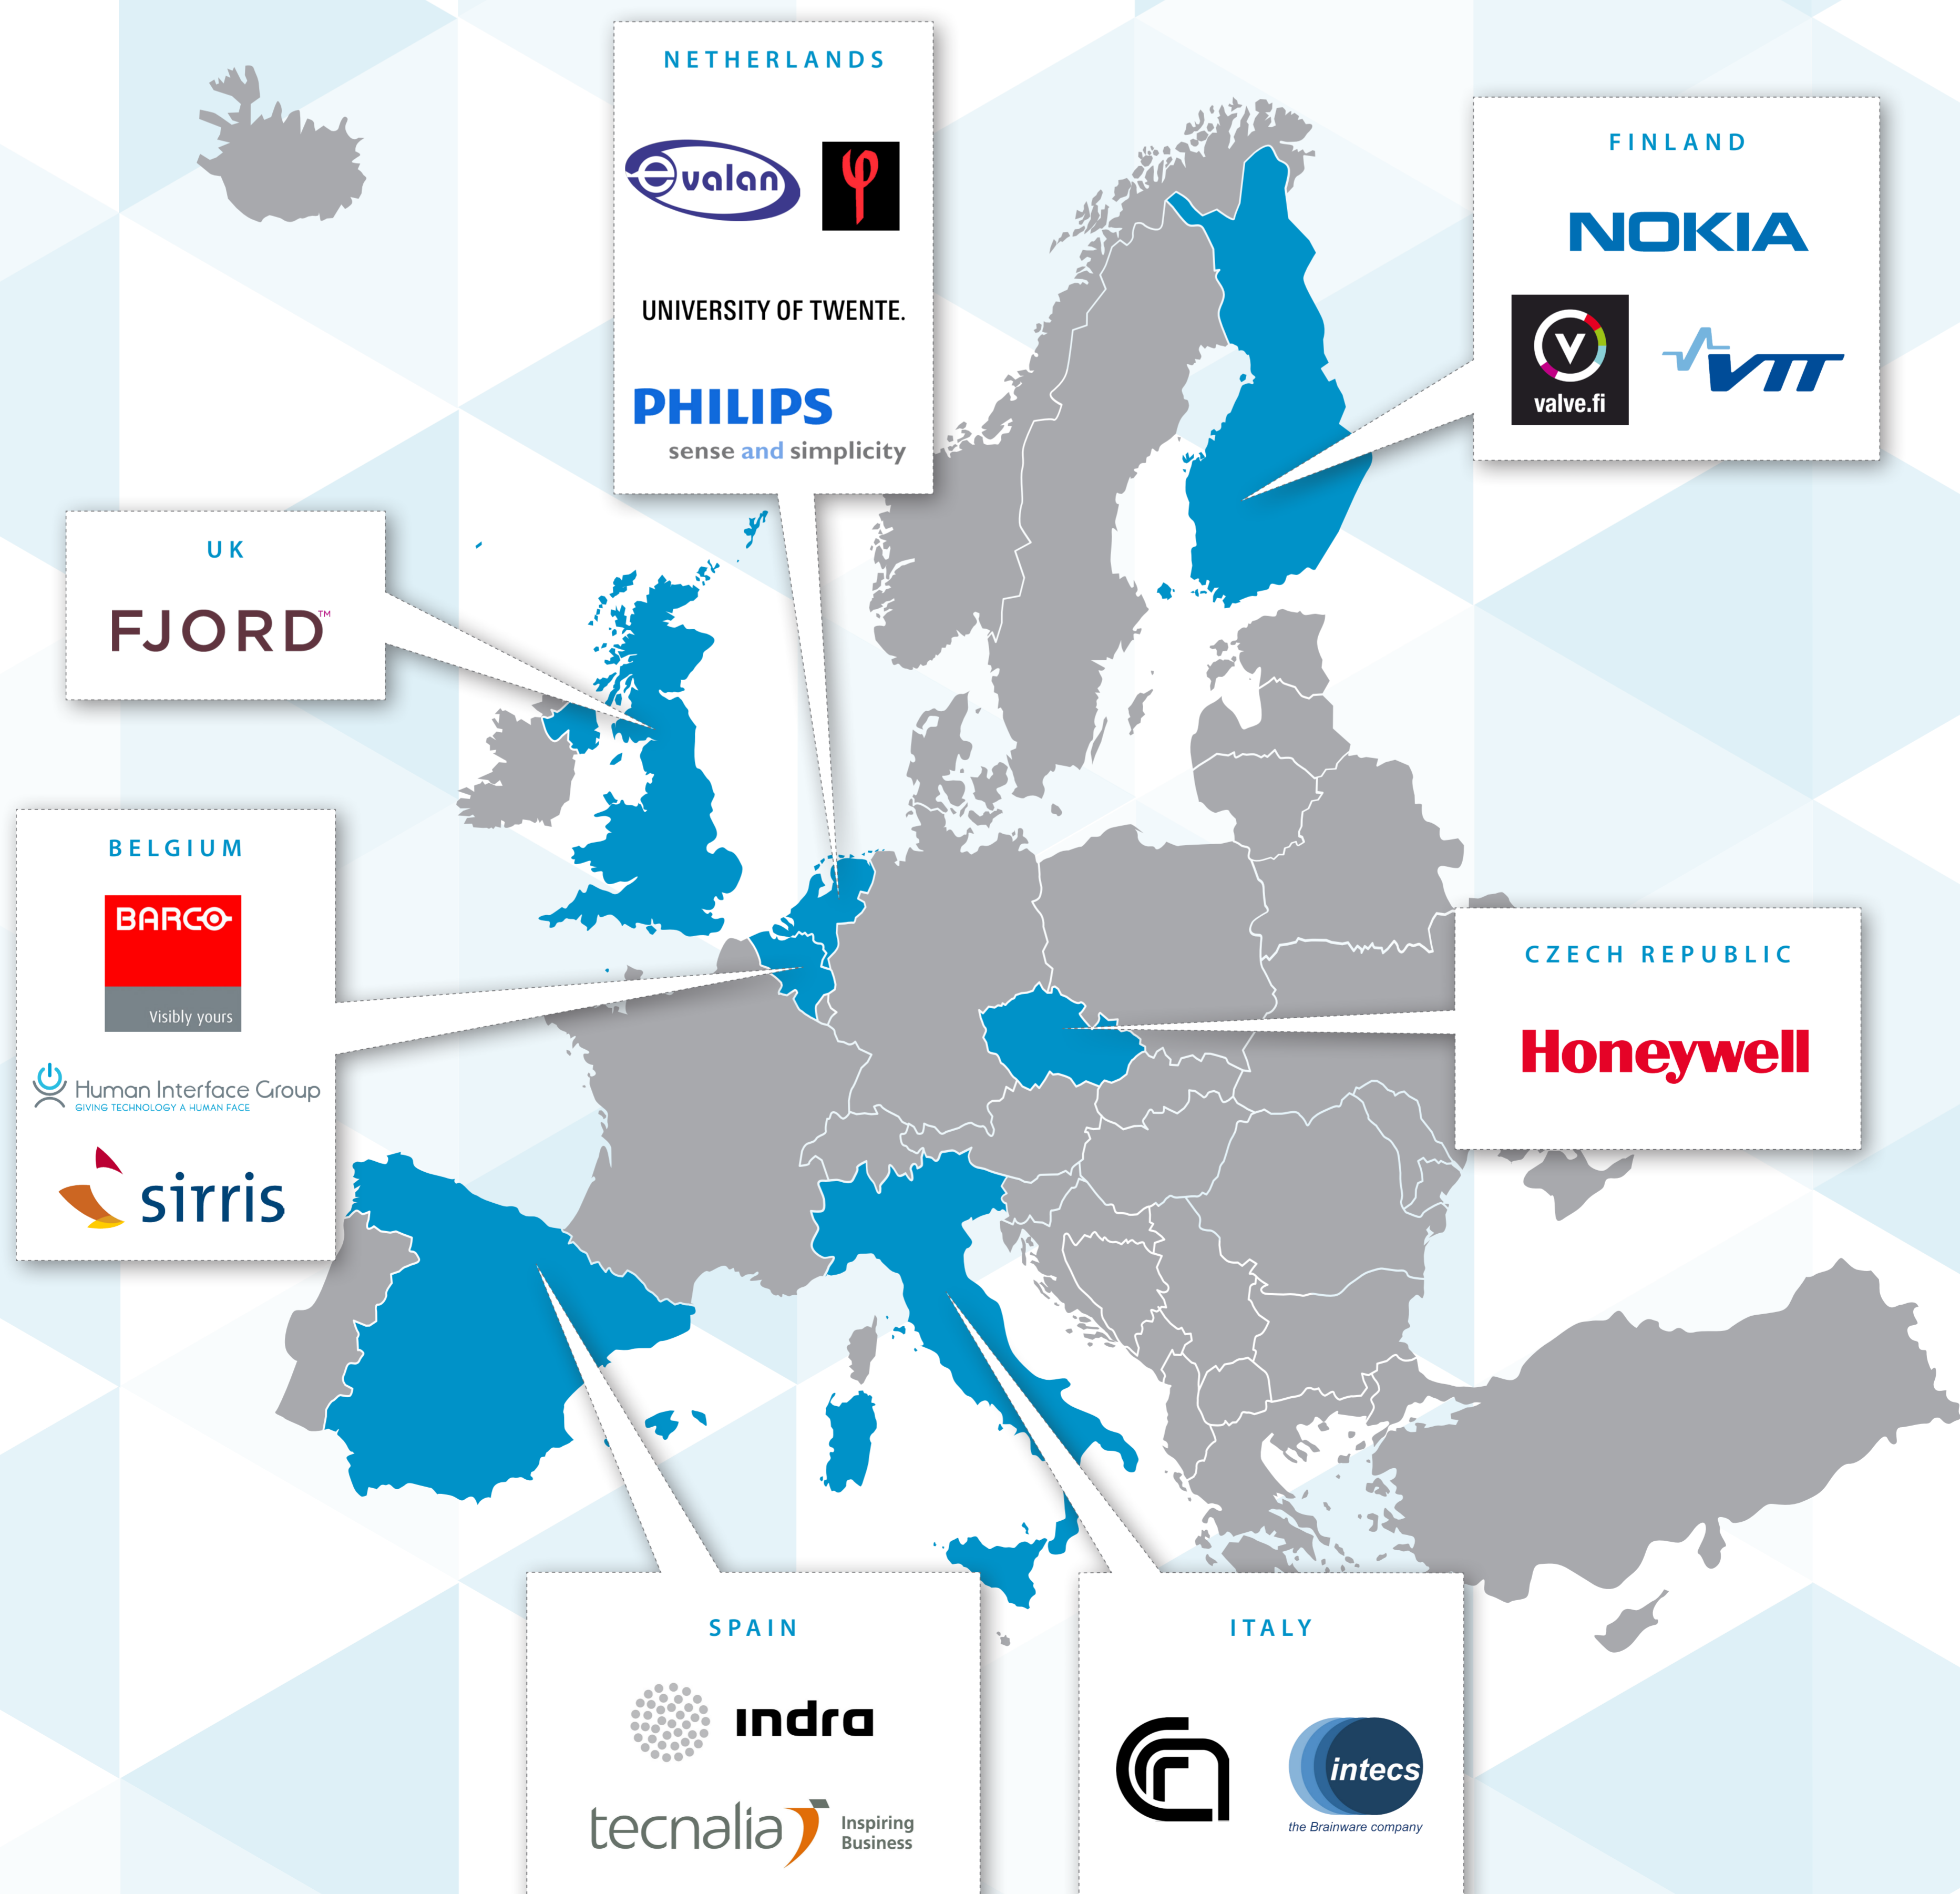 NETHERLANDS
evalan
UNIVERSITY OF TWENTE.
PHILIPS
sense and simplicity
FINLAND
NOKIA
V
valve.fi
VTT
UK
FJORD™
BELGIUM
BARCO
Visibly yours
Human Interface Group
GIVING TECHNOLOGY A HUMAN FACE
sirris
CZECH REPUBLIC
Honeywell
SPAIN
indra
tecnalia
Inspiring
Business
ITALY
intecs
the Brainware company